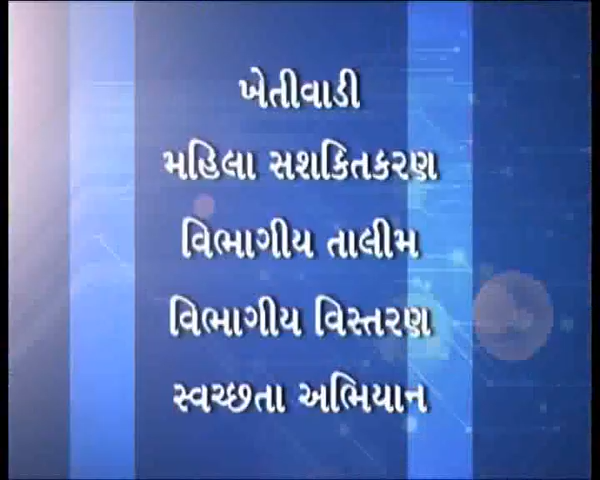 ખેતીવાડી
મહિલા સશકિતકરણ
વિભાગીય તાલીમ
વિભાગીય વિસ્તરણ
સ્વચ્છતા અભિયાન